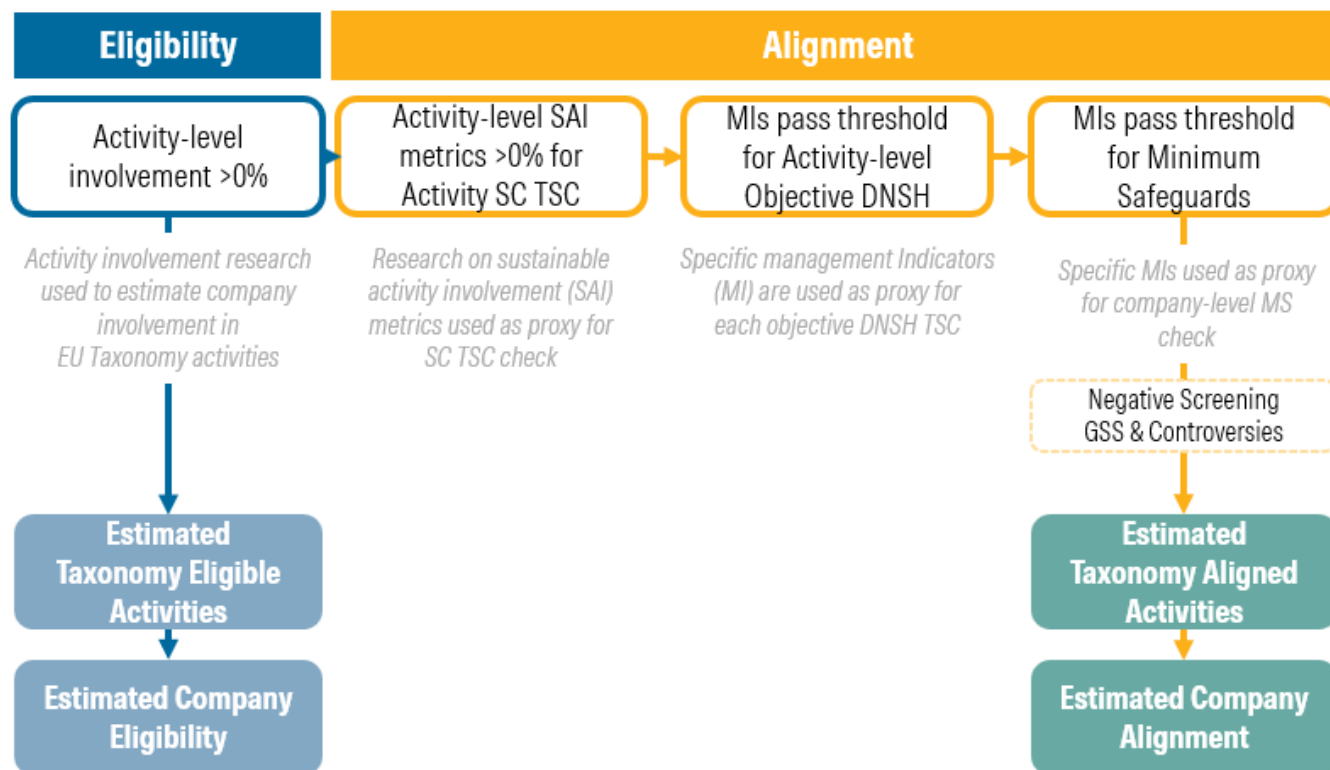 Eligibility
Alignment
Activity-level
involvement >0%
Activity-level SAI
metrics >0% for
Activity SC TSC
MIs pass threshold
for Activity-level
Objective DNSH
MIs pass threshold
for Minimum
Safeguards
Activity involvement research
used to estimate company
involvement in
EU Taxonomy activities
Research on sustainable
activity involvement (SAI)
metrics used as proxy for
SC TSC check
Specific management Indicators
(MI) are used as proxy for
each objective DNSH TSC
Specific MIs used as proxy
for company-level MS
check
Negative Screening
GSS & Controversies
Estimated
Taxonomy Eligible
Activities
Estimated
Taxonomy Aligned
Activities
Estimated Company
Eligibility
Estimated Company
Alignment